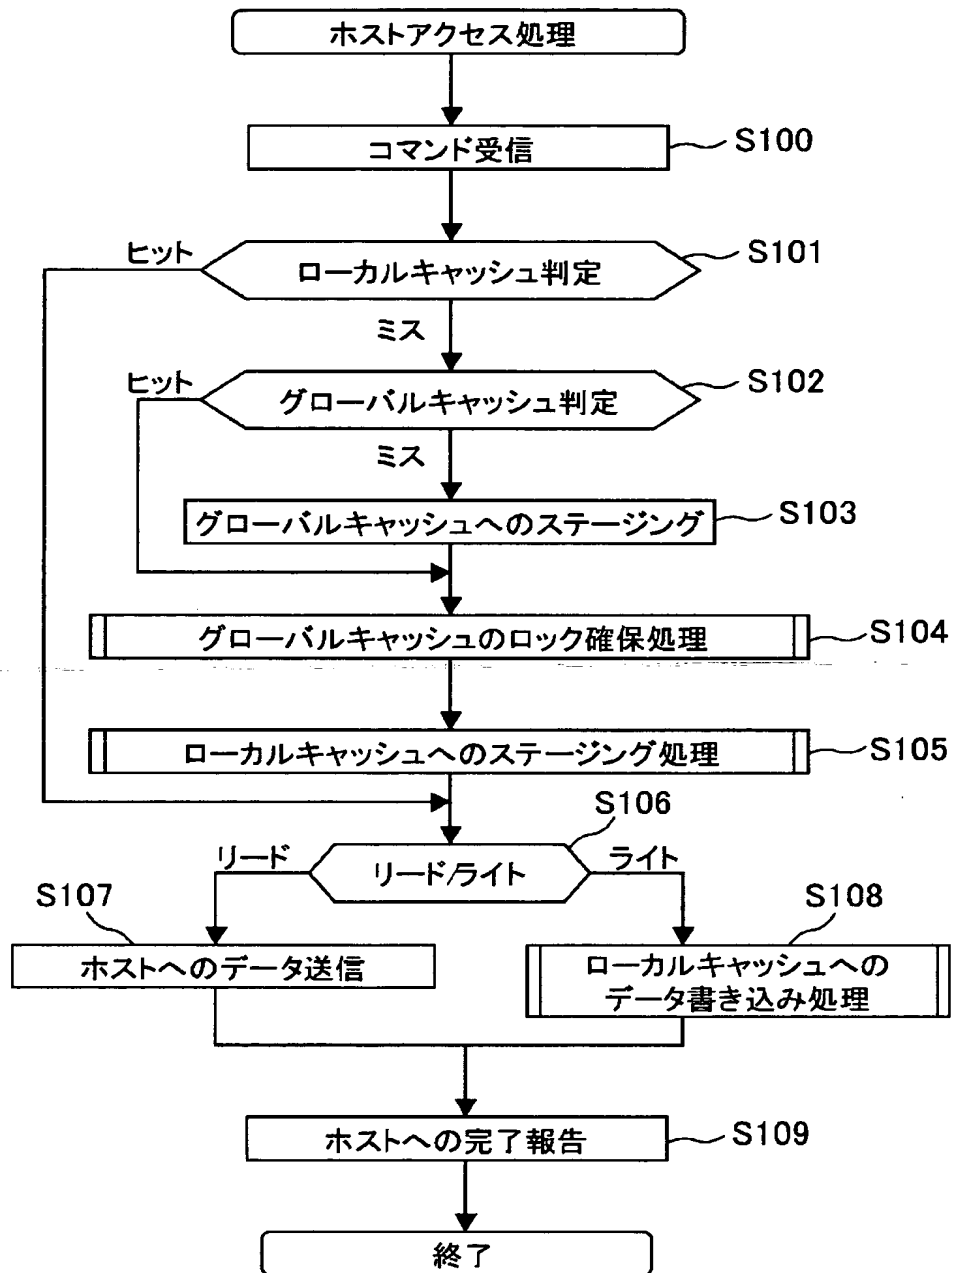 ホストアクセス処理
コマンド受信
S100
ヒット
ローカルキャッシュ判定
S101
ミス
ヒット
グローバルキャッシュ判定
S102
ミス
グローバルキャッシュへのステージング
S103
グローバルキャッシュのロック確保処理
S104
ローカルキャッシュへのステージング処理
S105
S106
リード
リード/ライト
ライト
S107
ホストへのデータ送信
S108
ローカルキャッシュへの
データ書き込み処理
ホストへの完了報告
S109
終了